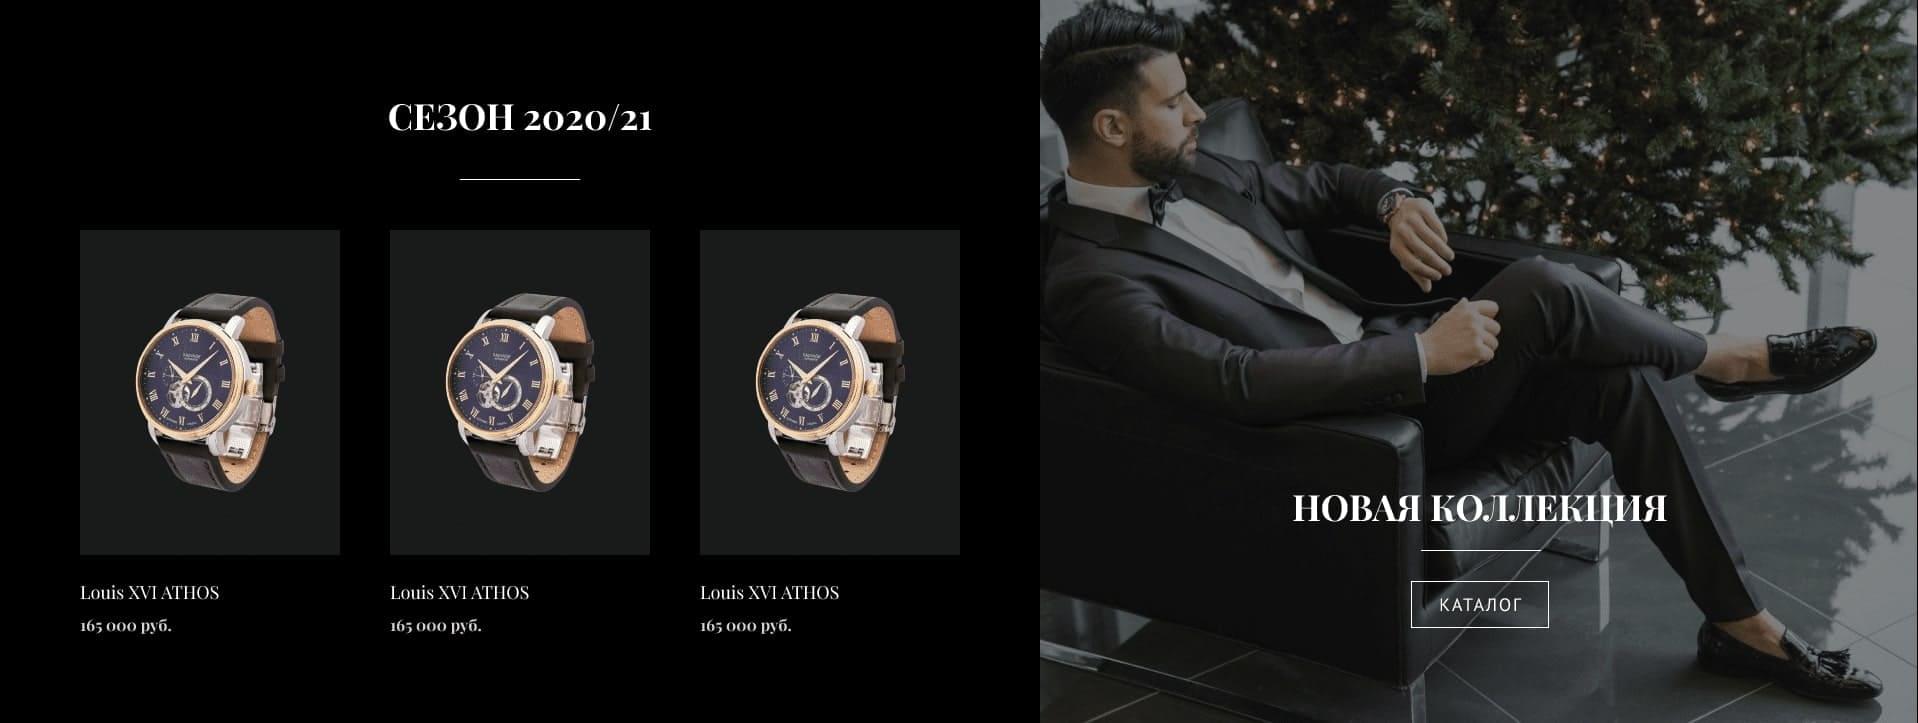 СЕЗОН 2020/21
Louis XVI ATHOS
165 000 руб.
Louis XVI ATHOS
165 000 руб.
Louis XVI ATHOS
165 000 руб.
НОВАЯ КОЛЛЕКЦИЯ
КАТАЛОГ